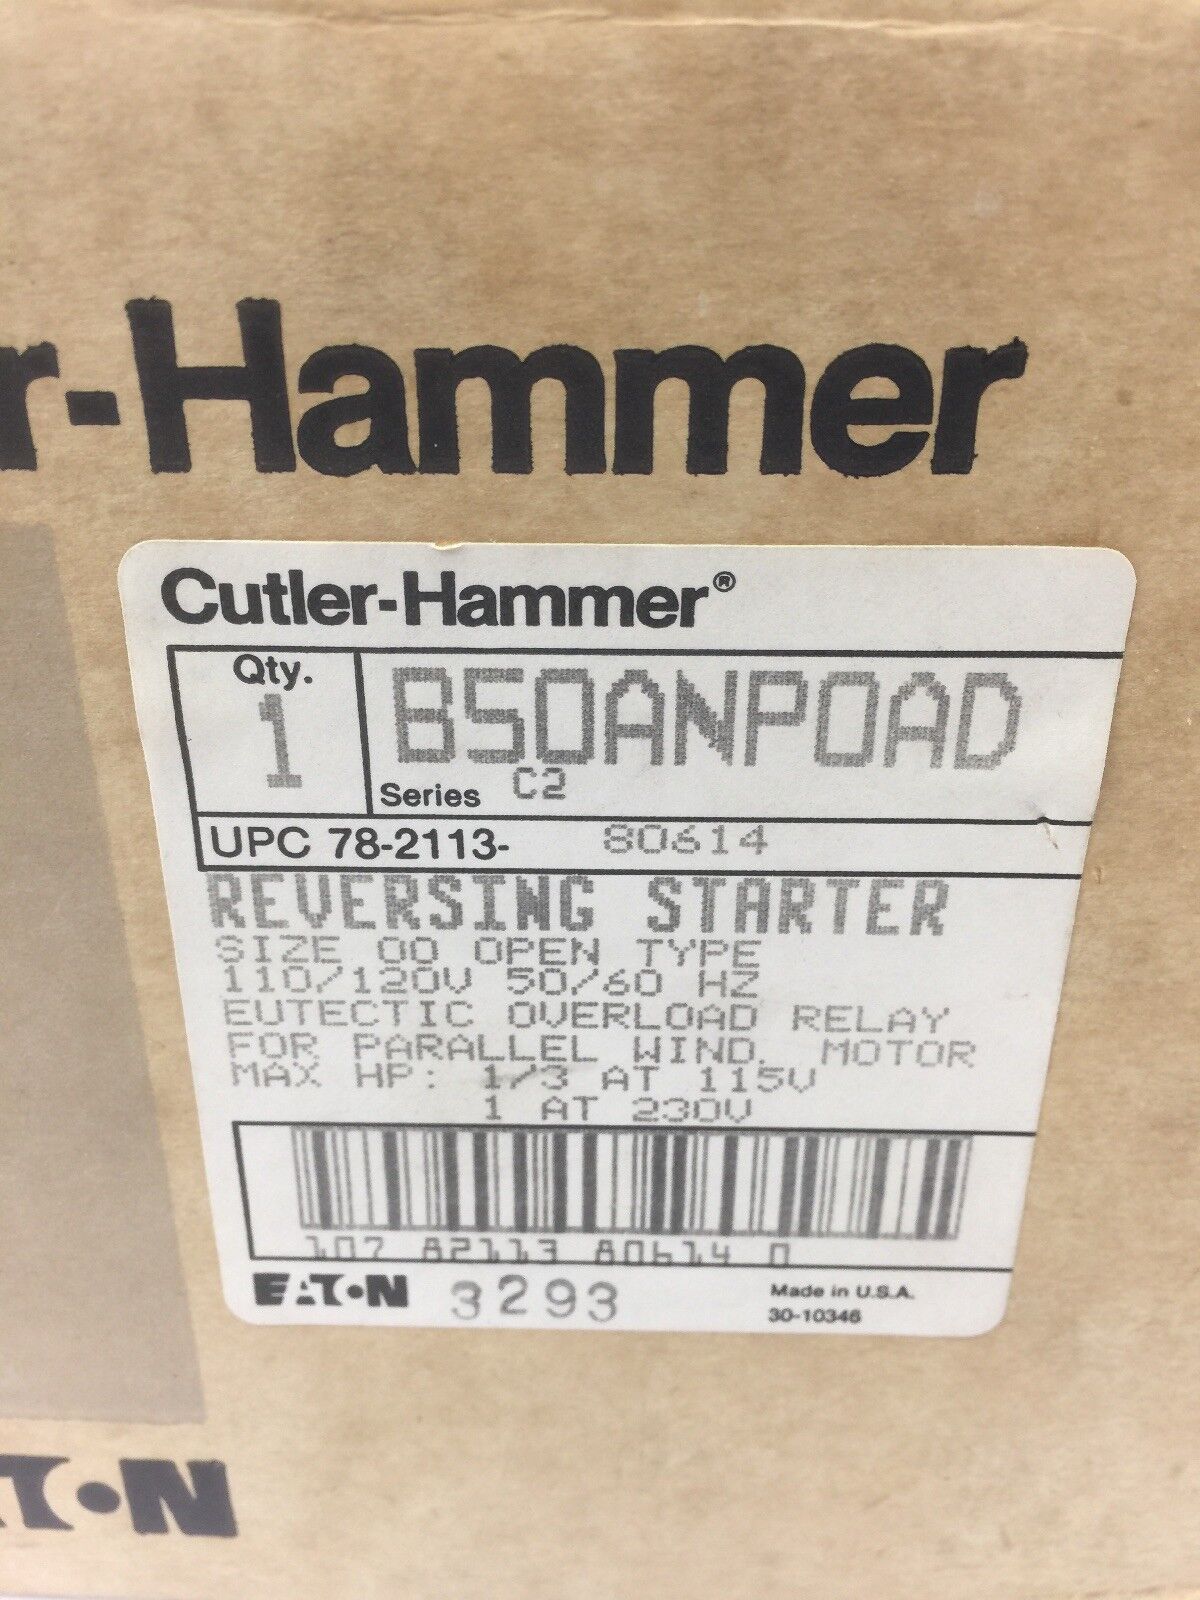 r-Hammer
Cutler-Hammer®
Qty.
1
B50ANPOAD
Series C2
UPC 78-2113- 80614
REVERSING STARTER
SIZE 00 OPEN TYPE
110/120V 50/60 HZ
EUTECTIC OVERLOAD RELAY
FOR PARALLEL WIND. MOTOR
MAX HP: 1/3 AT 115V
1 AT 230V
107 82113 80614 0
EATON 3293
Made in U.S.A.
30-10346
ATON